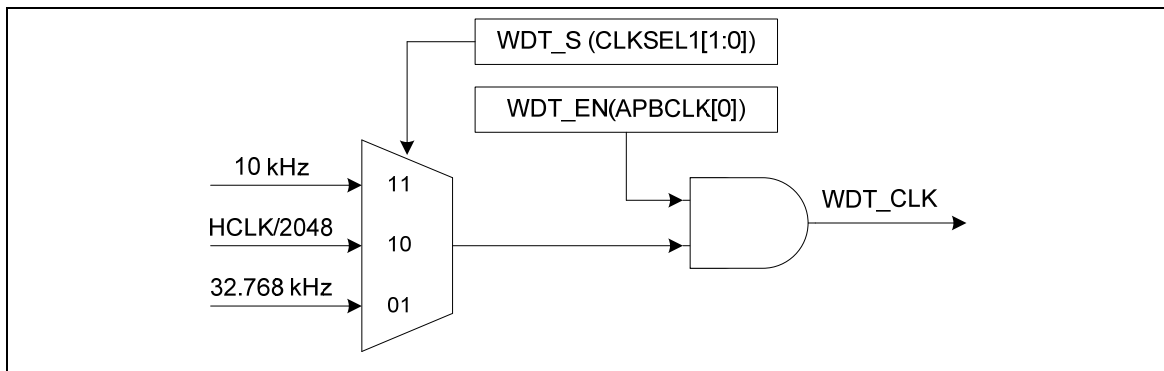 WDT_S (CLKSEL1[1:0])
WDT_EN(APBCLK[0])
10 kHz
11
WDT_CLK
HCLK/2048
10
32.768 kHz
01